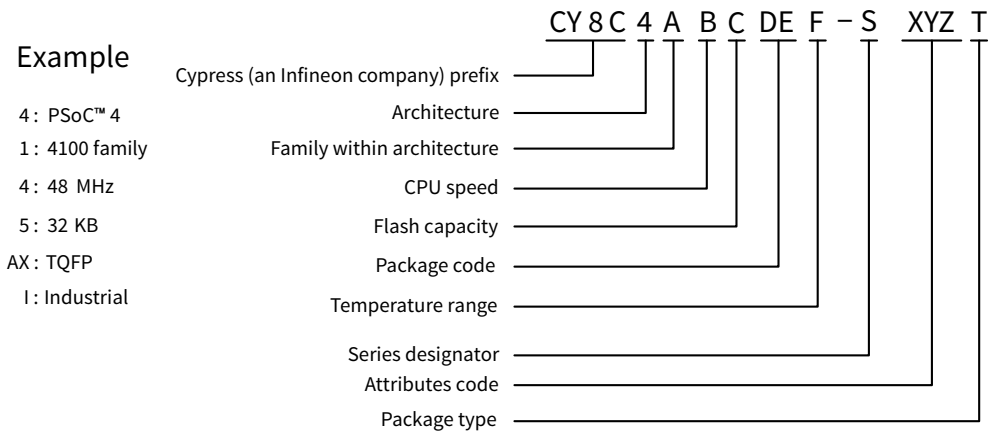 CY8C 4 A B C DE F – S XYZ T
Example
Cypress (an Infineon company) prefix
4: PSoC™ 4
Architecture
1: 4100 family
Family within architecture
4: 48 MHz
CPU speed
5: 32 KB
Flash capacity
AX: TQFP
Package code
I: Industrial
Temperature range
Series designator
Attributes code
Package type